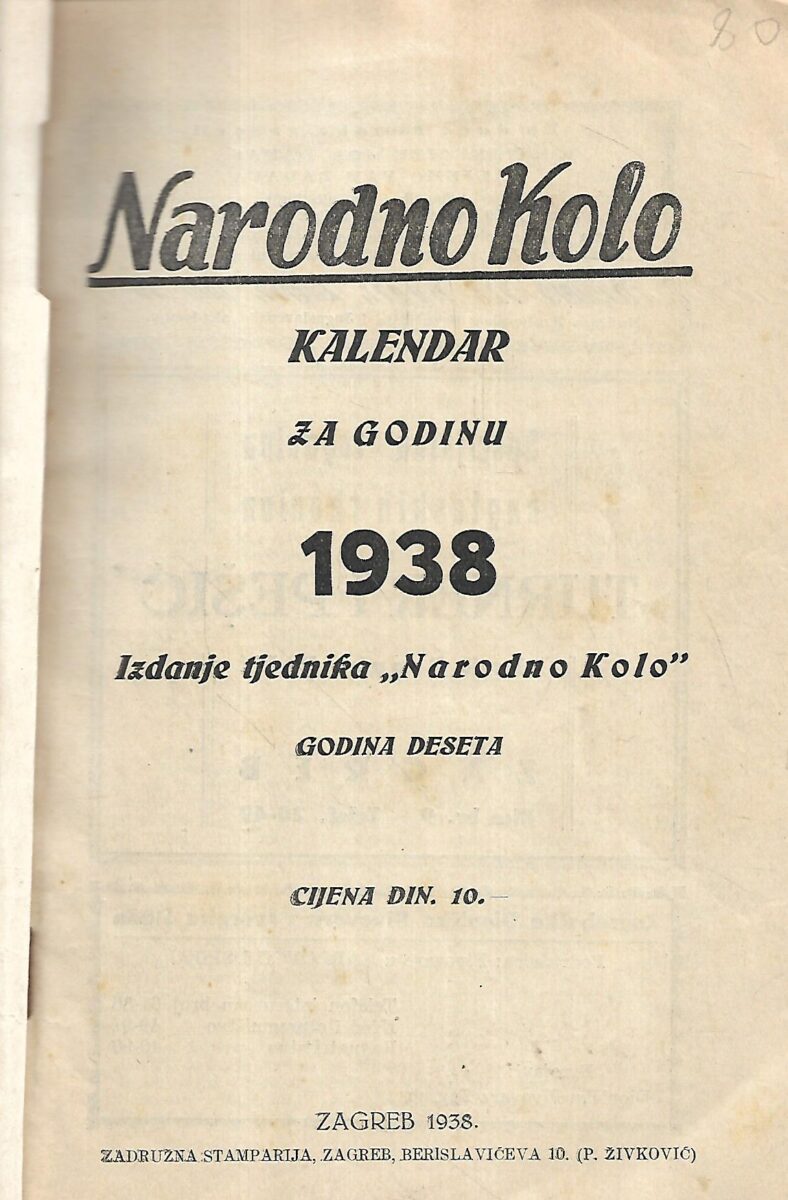 80
Narodno Kolo
KALENDAR
ZA GODINU
1938
Izdanje tjednika „Narodno Kolo”
GODINA DESETA
CIJENA DIN. 10.—
ZAGREB 1938.
ZADRUŽNA STAMPARIJA, ZAGREB, BERISLAVIĆEVA 10. (P. ŽIVKOVIĆ)